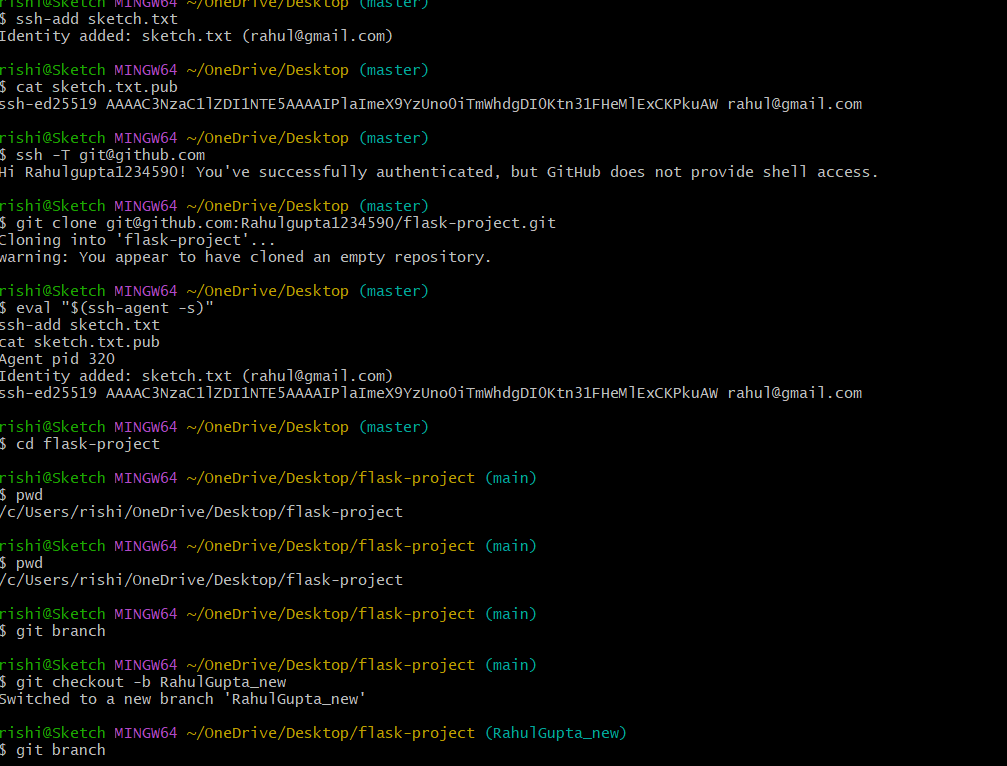 rishi@Sketch MINGW64 ~/OneDrive/Desktop (master)
$ ssh-add sketch.txt
Identity added: sketch.txt (rahul@gmail.com)
rishi@Sketch MINGW64 ~/OneDrive/Desktop (master)
$ cat sketch.txt.pub
ssh-ed25519 AAAAC3NzaC1lZDI1NTE5AAAAIPlaImeX9YzUnoOiTmWhdgDIOKtn31FHeMlExCKPkuAW rahul@gmail.com
rishi@Sketch MINGW64 ~/OneDrive/Desktop (master)
$ ssh -T git@github.com
Hi Rahulgupta1234590! You've successfully authenticated, but GitHub does not provide shell access.
rishi@Sketch MINGW64 ~/OneDrive/Desktop (master)
$ git clone git@github.com:Rahulgupta1234590/flask-project.git
Cloning into 'flask-project'...
warning: You appear to have cloned an empty repository.
rishi@Sketch MINGW64 ~/OneDrive/Desktop (master)
$ eval "$(ssh-agent -s)"
ssh-add sketch.txt
cat sketch.txt.pub
Agent pid 320
Identity added: sketch.txt (rahul@gmail.com)
ssh-ed25519 AAAAC3NzaC1lZDI1NTE5AAAAIPlaImeX9YzUnoOiTmWhdgDIOKtn31FHeMlExCKPkuAW rahul@gmail.com
rishi@Sketch MINGW64 ~/OneDrive/Desktop (master)
$ cd flask-project
rishi@Sketch MINGW64 ~/OneDrive/Desktop/flask-project (main)
$ pwd
/c/Users/rishi/OneDrive/Desktop/flask-project
rishi@Sketch MINGW64 ~/OneDrive/Desktop/flask-project (main)
$ pwd
/c/Users/rishi/OneDrive/Desktop/flask-project
rishi@Sketch MINGW64 ~/OneDrive/Desktop/flask-project (main)
$ git branch
rishi@Sketch MINGW64 ~/OneDrive/Desktop/flask-project (main)
$ git checkout -b RahulGupta_new
Switched to a new branch 'RahulGupta_new'
rishi@Sketch MINGW64 ~/OneDrive/Desktop/flask-project (RahulGupta_new)
$ git branch